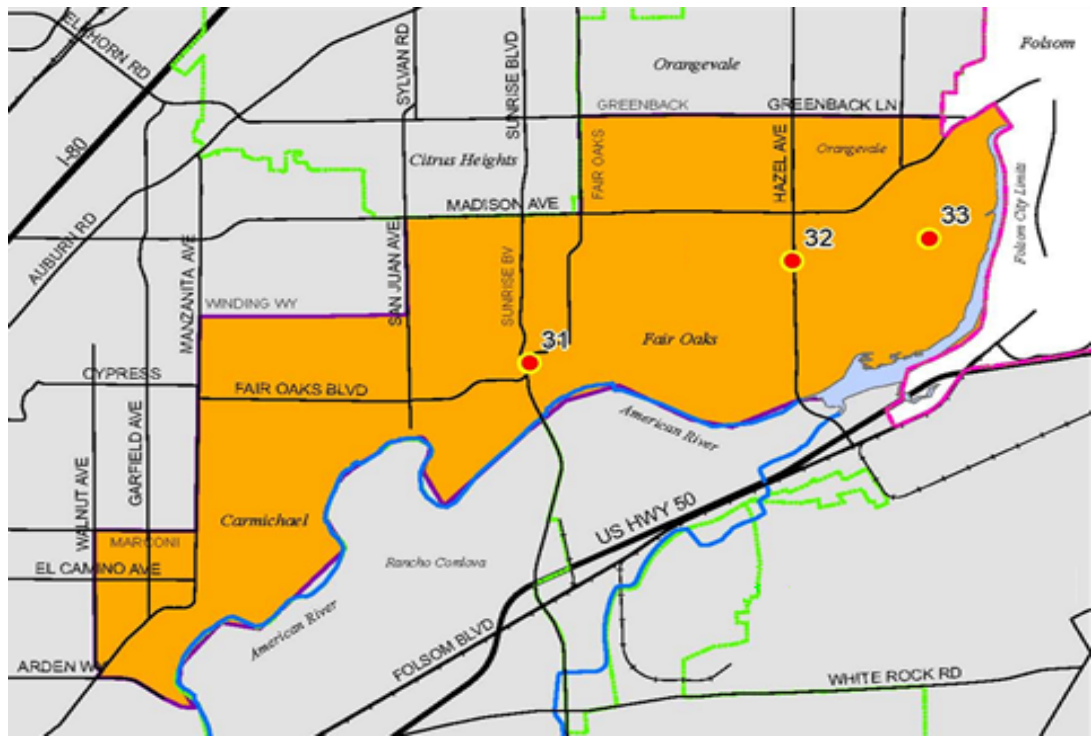 ELKHORN RD
SYLVAN RD
SUNRISE BLVD
Orangevale
Folsom
GREENBACK
GREENBACK LN
I-80
Citrus Heights
FAIR OAKS
HAZEL AVE
Orangevale
AUBURN RD
MADISON AVE
33
Folsom City Limits
32
MANZANITA AVE
SAN JUAN AVE
SUNRISE BV
WINDING WY
31
Fair Oaks
CYPRESS
FAIR OAKS BLVD
American River
WALNUT AVE
GARFIELD AVE
US HWY 50
Carmichael
MARCONI
EL CAMINO AVE
Rancho Cordova
American River
FOLSOM BLVD
ARDEN WY
WHITE ROCK RD